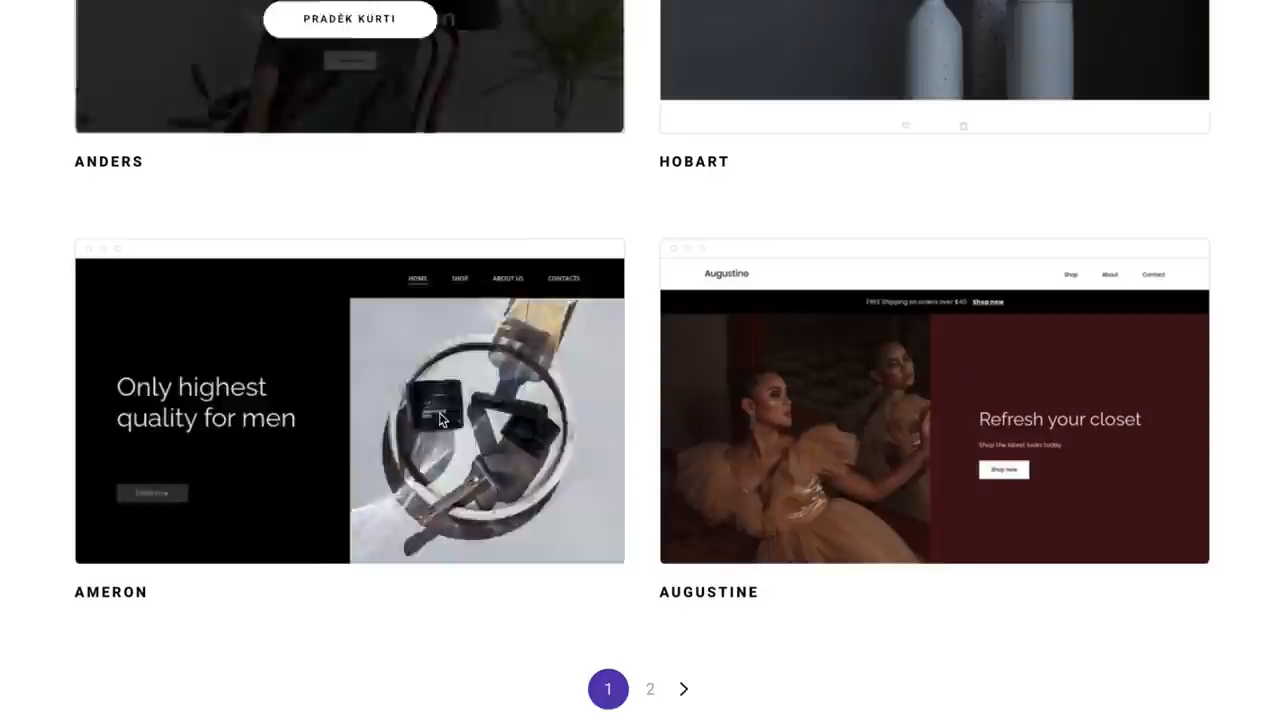 PRADĖK KURTI
ANDERS
HOBART
HOME SHOP ABOUT US CONTACTS
Only highest
quality for men
AMERON
Augustine
Shop About Contact
FREE Shipping on orders over $40 Shop now
Refresh your closet
Shop the latest looks today.
Shop now
AUGUSTINE
1 2